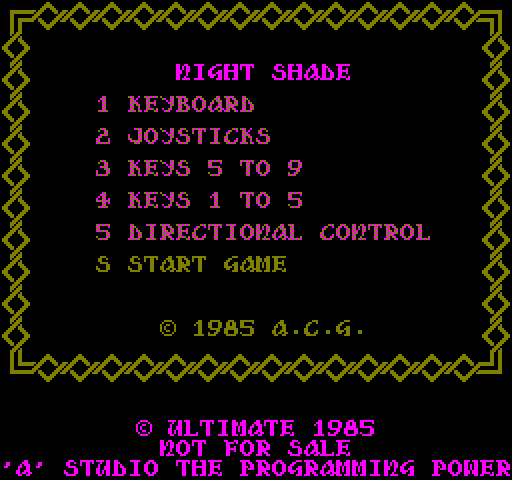 NIGHT SHADE
1 KEYBOARD
2 JOYSTICKS
3 KEYS 5 TO 9
4 KEYS 1 TO 5
5 DIRECTIONAL CONTROL
S START GAME
© 1985 A.C.G.
© ULTIMATE 1985
NOT FOR SALE
'A' STUDIO THE PROGRAMMING POWER